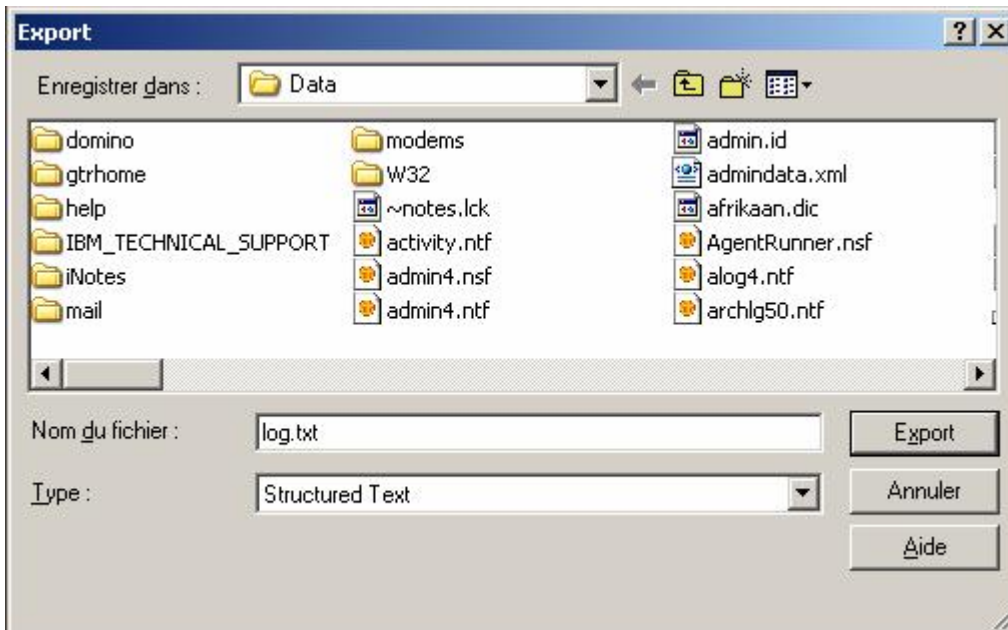 Export
Enregistrer dans :
Data
domino
gtrhome
help
IBM_TECHNICAL_SUPPORT
iNotes
mail
modems
W32
~notes.lck
activity.ntf
admin4.nsf
admin4.ntf
admin.id
admindata.xml
afrikaan.dic
AgentRunner.nsf
alog4.ntf
archlg50.ntf
Nom du fichier :
log.txt
Export
Type :
Structured Text
Annuler
Aide